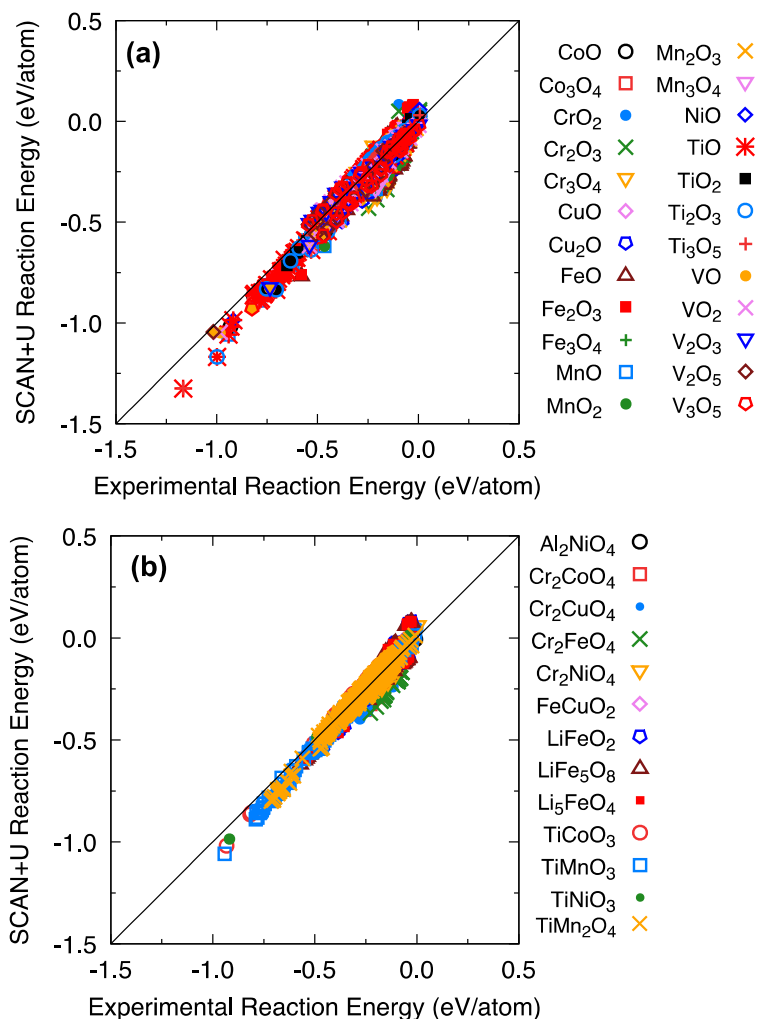 (a)
0.5
0.0
-0.5
-1.0
-1.5
SCAN+U Reaction Energy (eV/atom)
-1.5 -1.0 -0.5 0.0 0.5
Experimental Reaction Energy (eV/atom)
CoO Mn₂O₃
Co₃O₄ Mn₃O₄
CrO₂ NiO
Cr₂O₃ TiO
Cr₃O₄ TiO₂
CuO Ti₂O₃
Cu₂O Ti₃O₅
FeO VO
Fe₂O₃ VO₂
Fe₃O₄ V₂O₃
MnO V₂O₅
MnO₂ V₃O₅
(b)
0.5
0.0
-0.5
-1.0
-1.5
SCAN+U Reaction Energy (eV/atom)
-1.5 -1.0 -0.5 0.0 0.5
Experimental Reaction Energy (eV/atom)
Al₂NiO₄
Cr₂CoO₄
Cr₂CuO₄
Cr₂FeO₄
Cr₂NiO₄
FeCuO₂
LiFeO₂
LiFe₅O₈
Li₅FeO₄
TiCoO₃
TiMnO₃
TiNiO₃
TiMn₂O₄